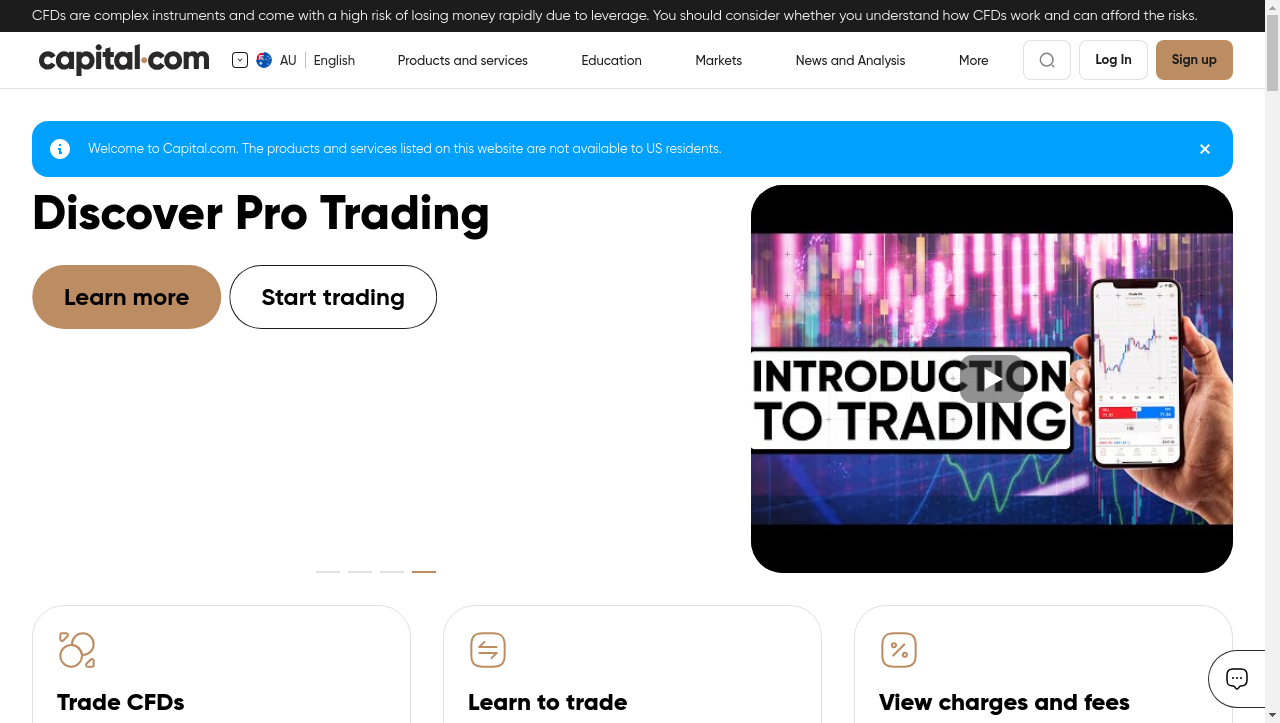 CFDs are complex instruments and come with a high risk of losing money rapidly due to leverage. You should consider whether you understand how CFDs work and can afford the risks.
capital.com
AU English
Products and services
Education
Markets
News and Analysis
More
Log In
Sign up
Welcome to Capital.com. The products and services listed on this website are not available to US residents.
Discover Pro Trading
Learn more
Start trading
INTRODUCTION
TO TRADING
Trade CFDs
Learn to trade
View charges and fees